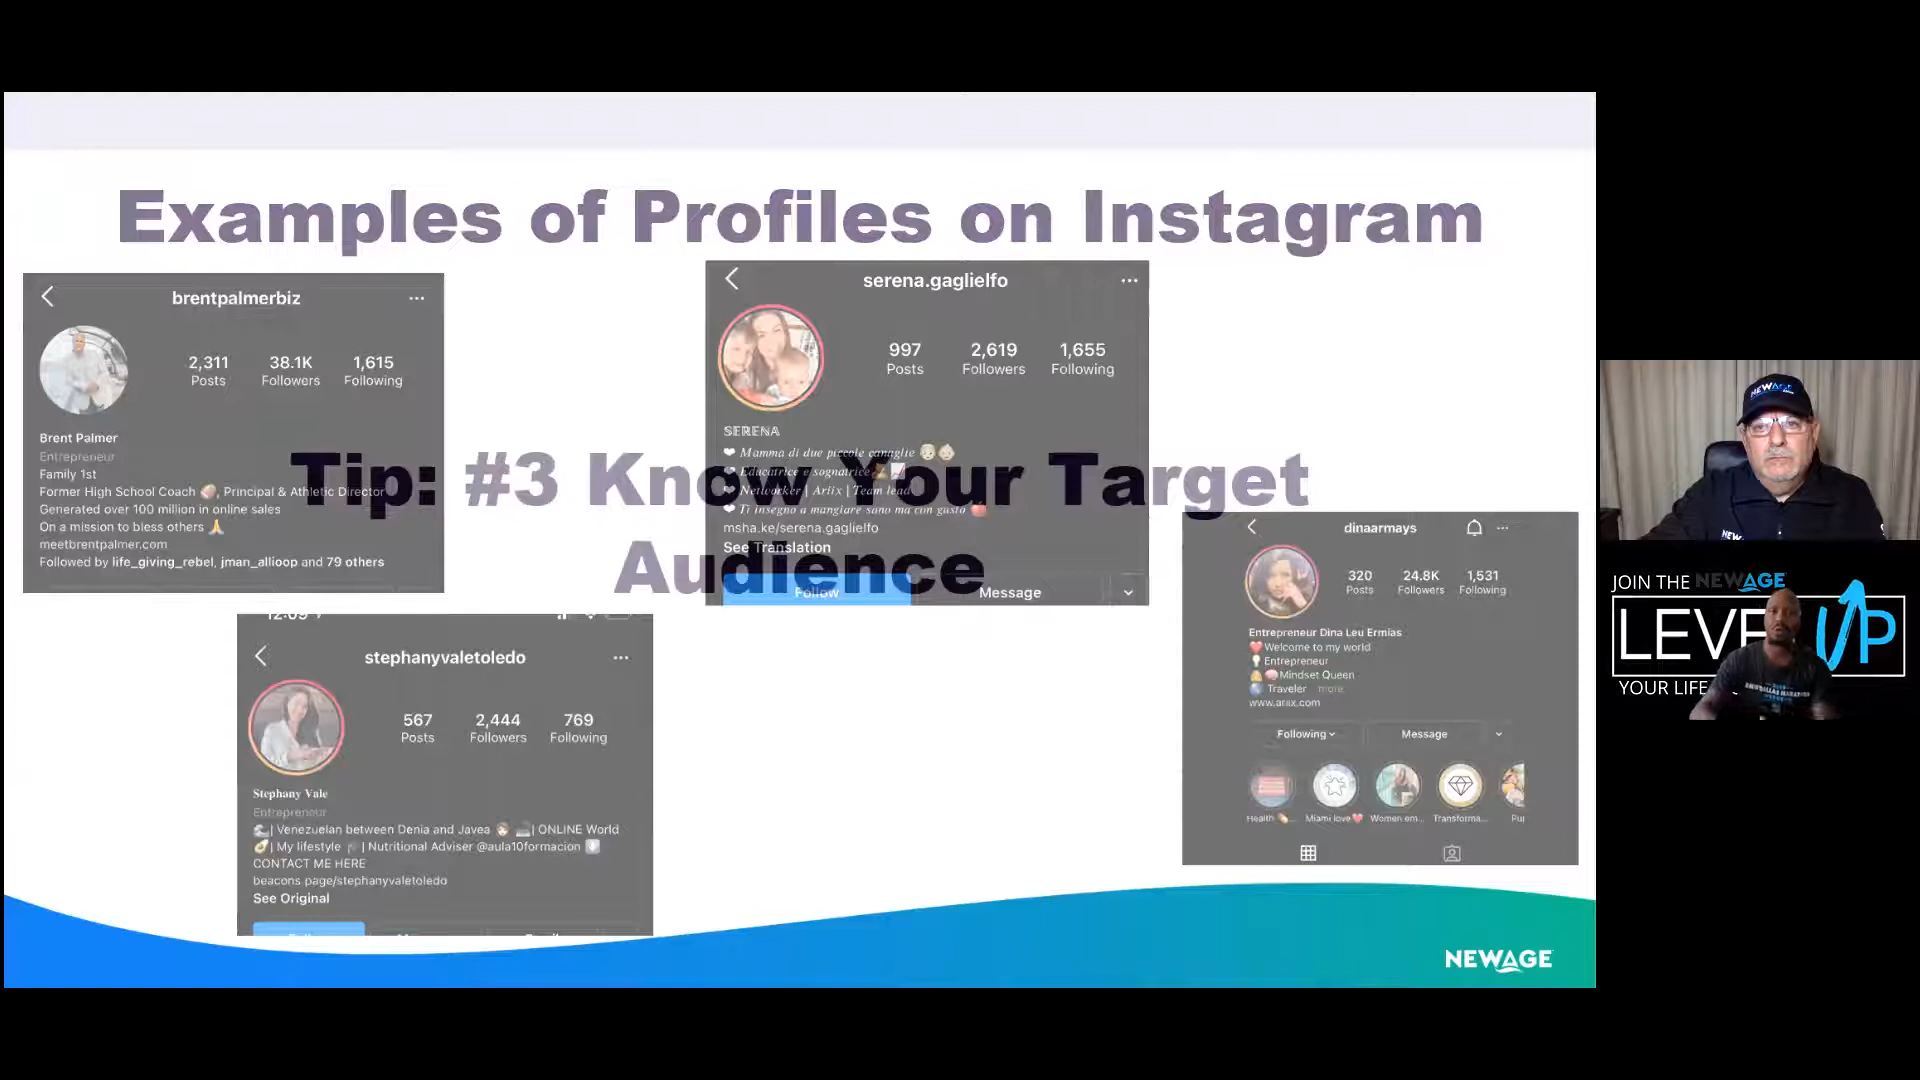 Examples of Profiles on Instagram
brentpalmerbiz
2,311 38.1K 1,615
Posts Followers Following
Brent Palmer
Entrepreneur
Family 1st
Former High School Coach 🏈, Principal & Athletic Director
Generated over 100 million in online sales
On a mission to bless others 🙏
meetbrentpalmer.com
Followed by life_giving_rebel, jman_allioop and 79 others
serena.gaglielfo
997 2,619 1,655
Posts Followers Following
SERENA
❤ Mamma di due piccole canaglie
❤ Educatrice e sognatrice
❤ Networker | Ariix | Team lead
❤ Ti insegno a mangiare sano ma con gusto 🍎
msha.ke/serena.gaglielfo
See Translation
Follow Message
Tip: #3 Know Your Target
Audience
stephanyvaletoledo
567 2,444 769
Posts Followers Following
Stephany Vale
Entrepreneur
🌊| Venezuelan between Denia and Javea 👩🏻 💻| ONLINE World
🥑| My lifestyle | Nutritional Adviser @aula10formacion ⬇
CONTACT ME HERE
beacons.page/stephanyvaletoledo
See Original
dinaarmays
320 24.8K 1,531
Posts Followers Following
Entrepreneur Dina Leu Ermias
❤Welcome to my world
💡Entrepreneur
🧠Mindset Queen
🌎 Traveler more
www.ariix.com
Following Message
Health Miami love❤ Women em... Transforma... Pu
NEWAGE
NEWAGE
JOIN THE NEWAGE
LEVE UP
YOUR LIFE